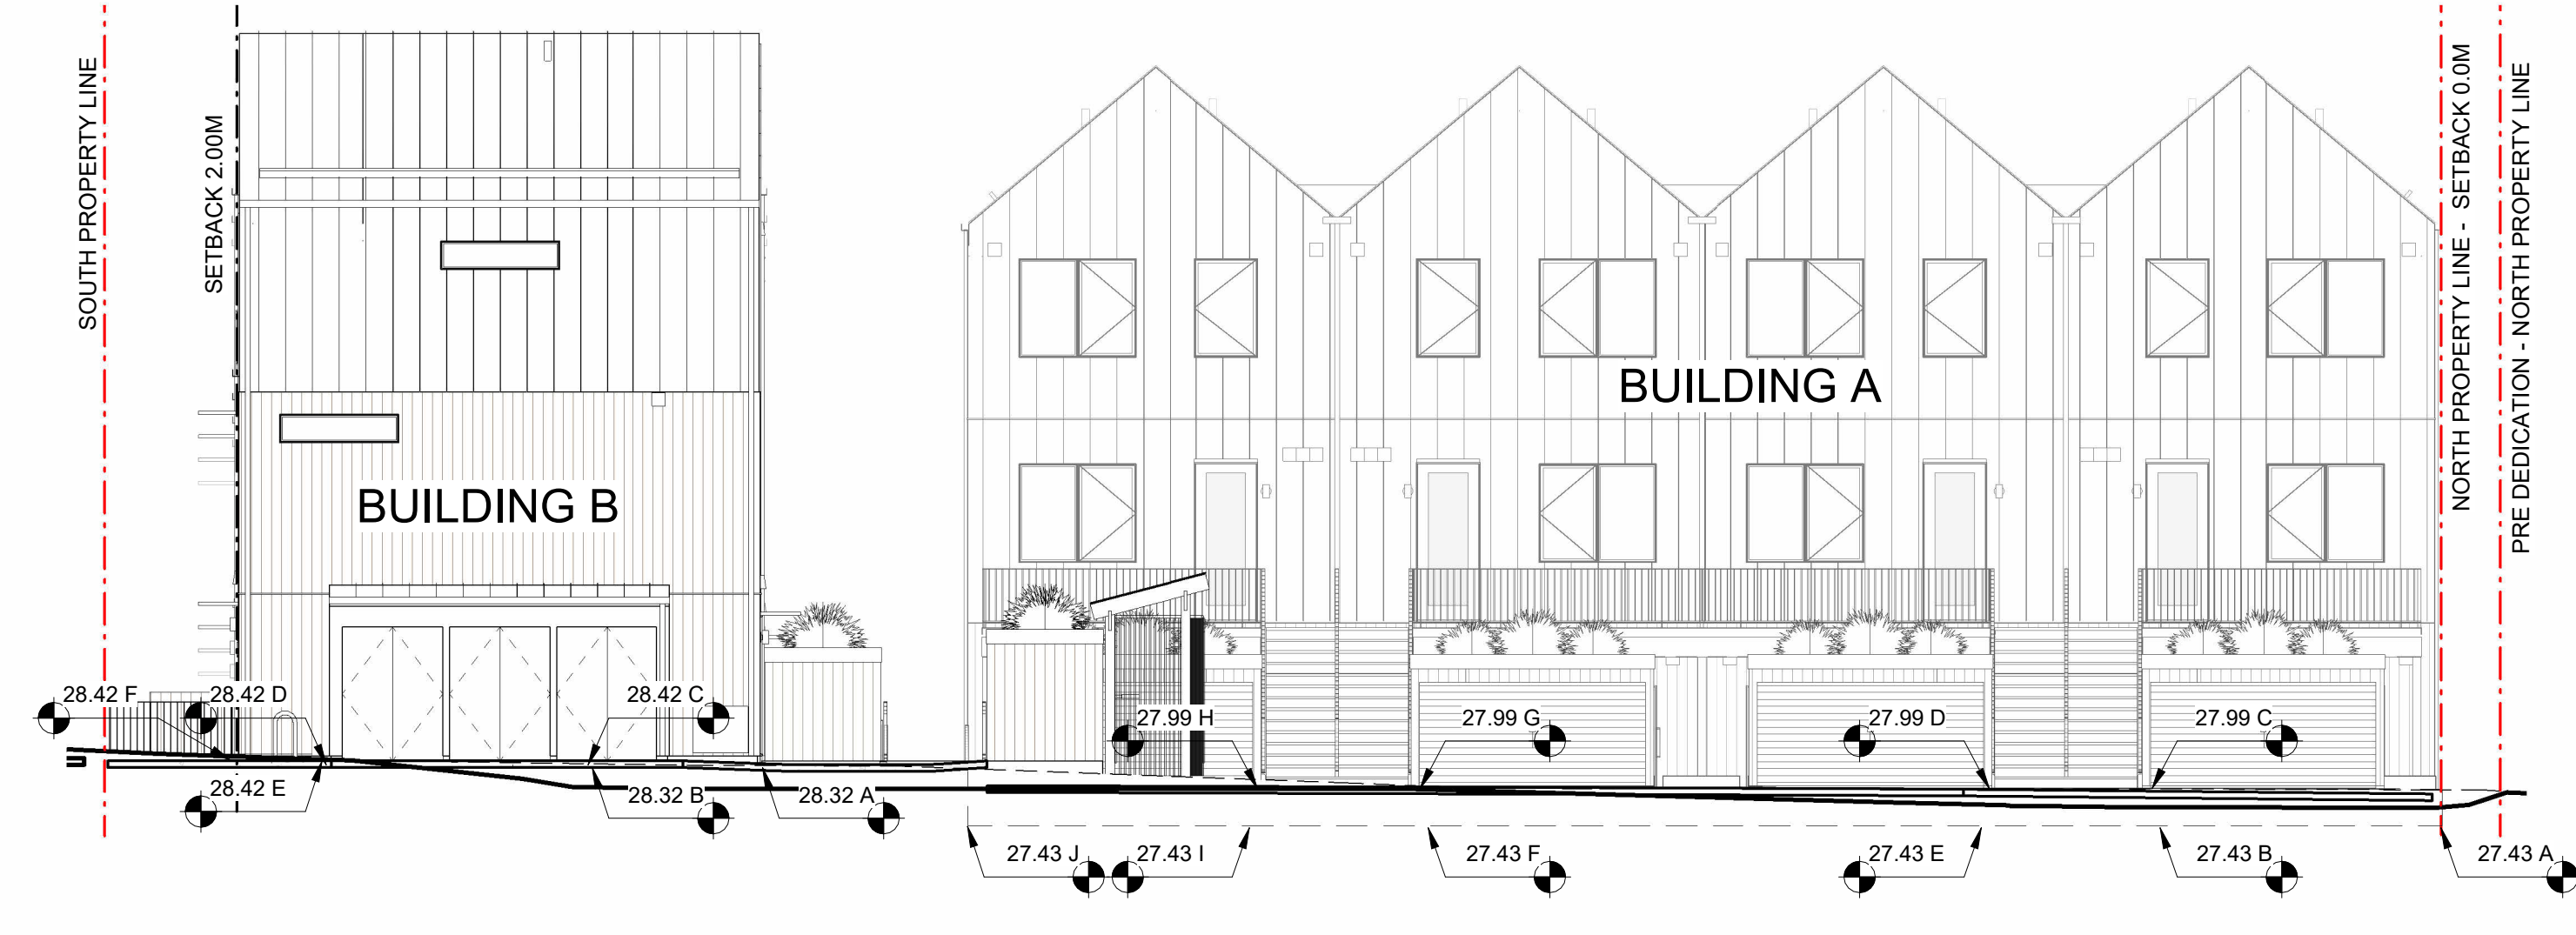 SOUTH PROPERTY LINE
SETBACK 2.00M
BUILDING B
BUILDING A
NORTH PROPERTY LINE - SETBACK 0.0M
PRE DEDICATION - NORTH PROPERTY LINE
28.42 F
28.42 D
28.42 C
27.99 H
27.99 G
27.99 D
27.99 C
28.42 E
28.32 B
28.32 A
27.43 J
27.43 I
27.43 F
27.43 E
27.43 B
27.43 A